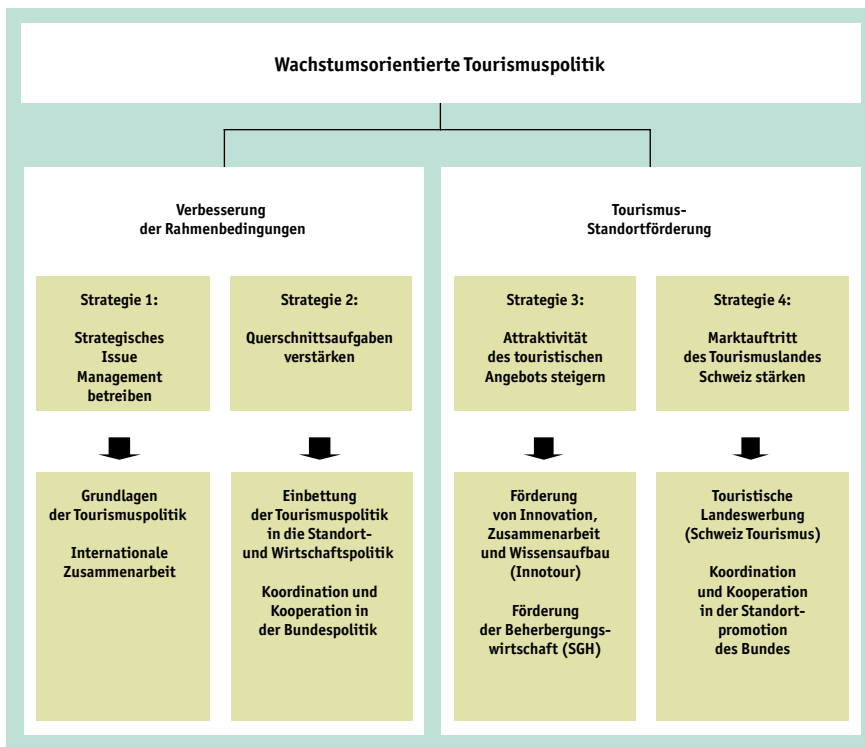 Wachstumsorientierte Tourismuspolitik
Verbesserung
der Rahmenbedingungen
Strategie 1:
Strategisches
Issue
Management
betreiben
Strategie 2:
Querschnittsaufgaben
verstärken
Grundlagen
der Tourismuspolitik
Internationale
Zusammenarbeit
Einbettung
der Tourismuspolitik
in die Standort-
und Wirtschaftspolitik
Koordination und
Kooperation in
der Bundespolitik
Tourismus-
Standortförderung
Strategie 3:
Attraktivität
des touristischen
Angebots steigern
Strategie 4:
Marktauftritt
des Tourismuslandes
Schweiz stärken
Förderung
von Innovation,
Zusammenarbeit
und Wissensaufbau
(Innotour)
Förderung
der Beherbergungs-
wirtschaft (SGH)
Touristische
Landeswerbung
(Schweiz Tourismus)
Koordination
und Kooperation
in der Standort-
promotion
des Bundes